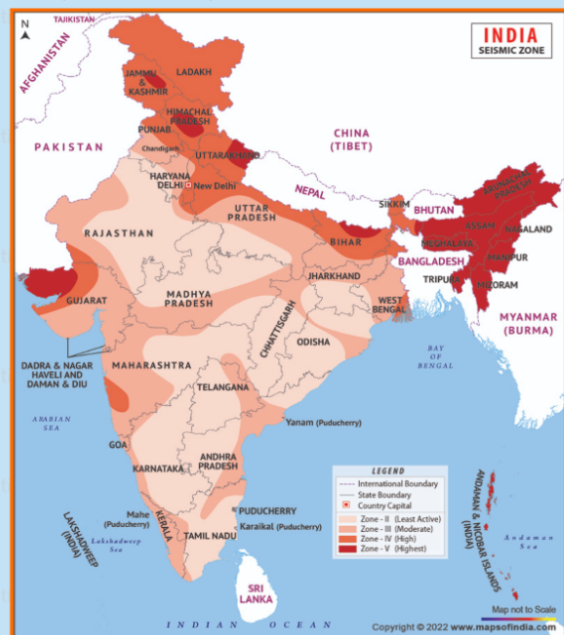 TAJIKISTAN
N
INDIA
SEISMIC ZONE
AFGHANISTAN
LADAKH
JAMMU
&
KASHMIR
HIMACHAL
PRADESH
PUNJAB
Chandigarh
UTTARAKHAND
PAKISTAN
CHINA
(TIBET)
HARYANA
DELHI
New Delhi
NEPAL
ARUNACHAL
PRADESH
SIKKIM
BHUTAN
UTTAR
PRADESH
RAJASTHAN
ASSAM
NAGALAND
BIHAR
MEGHALAYA
MANIPUR
BANGLADESH
JHARKHAND
TRIPURA
MIZORAM
GUJARAT
MADHYA
PRADESH
WEST
BENGAL
CHHATTISGARH
MYANMAR
(BURMA)
ODISHA
DADRA & NAGAR
HAVELI AND
DAMAN & DIU
MAHARASHTRA
BAY
OF
BENGAL
TELANGANA
ARABIAN
SEA
Yanam (Puducherry)
GOA
ANDHRA
PRADESH
KARNATAKA
LEGEND
International Boundary
State Boundary
Country Capital
Zone - II (Least Active)
Zone - III (Moderate)
Zone - IV (High)
Zone - V (Highest)
ANDAMAN & NICOBAR ISLANDS
(INDIA)
Andaman
Sea
LAKSHADWEEP
(INDIA)
Mahe
(Puducherry)
PUDUCHERRY
Karaikal (Puducherry)
Lakshadweep
Sea
KERALA
TAMIL NADU
SRI
LANKA
Map not to Scale
INDIAN OCEAN
Copyright © 2022 www.mapsofindia.com